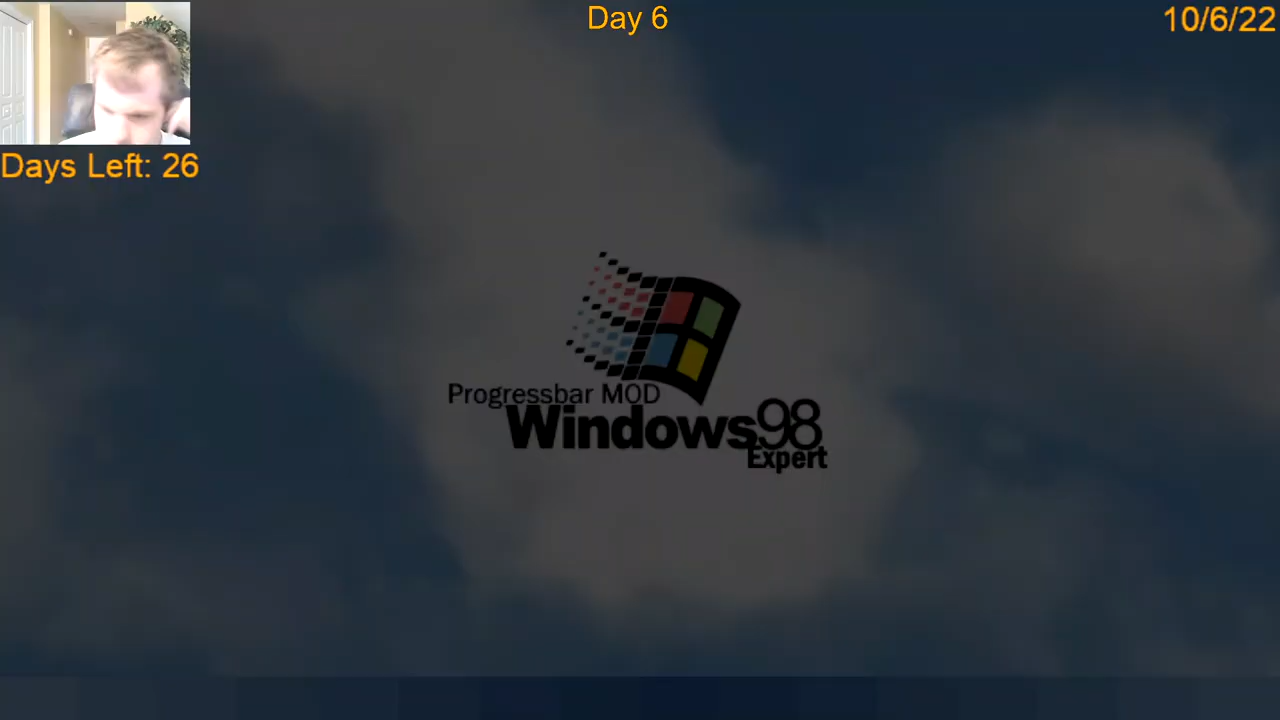 Day 6
10/6/22
Days Left: 26
Progressbar MOD
Windows98
Expert